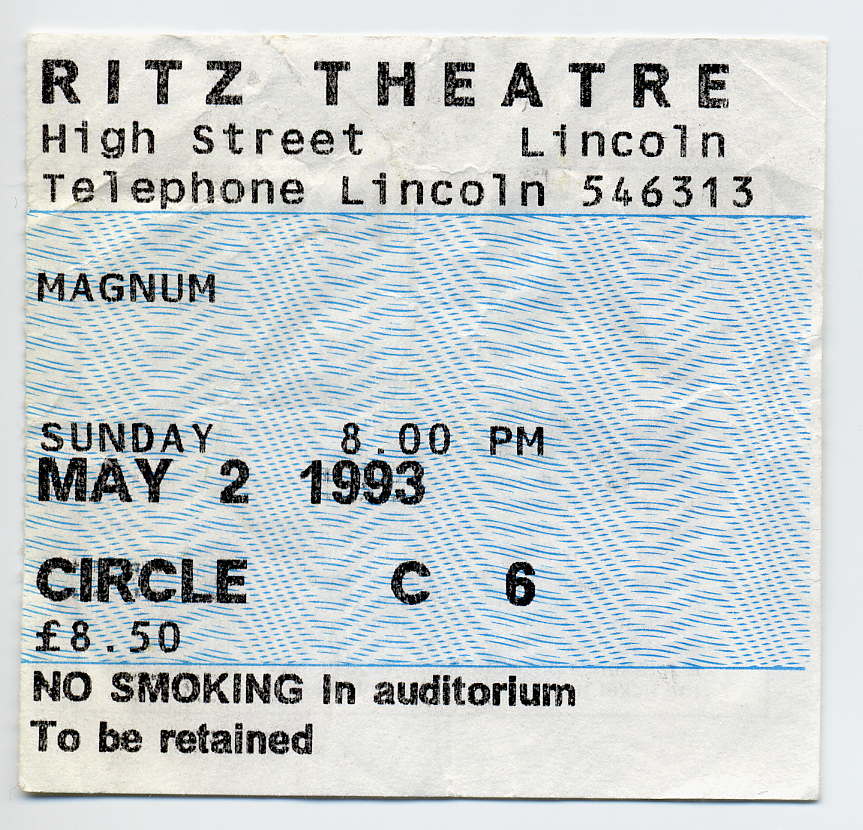 RITZ THEATRE
High Street Lincoln
Telephone Lincoln 546313
MAGNUM
SUNDAY 8.00 PM
MAY 2 1993
CIRCLE C 6
£8.50
NO SMOKING In auditorium
To be retained